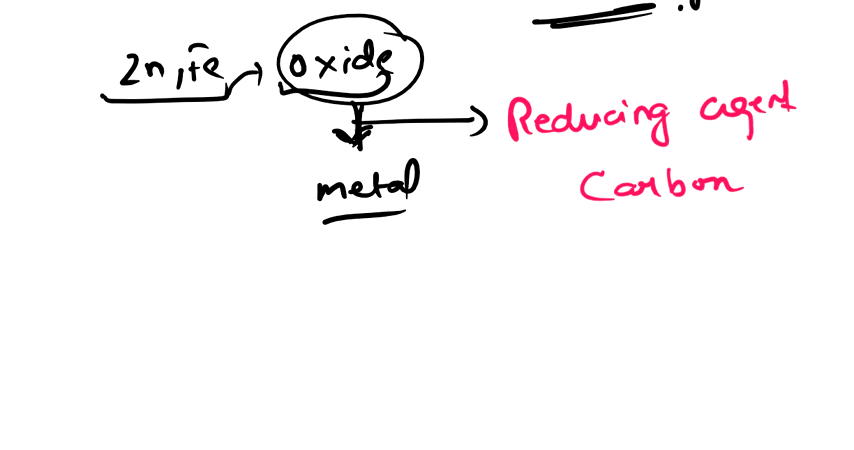 Zn, Fe → oxide
Reducing agent
Carbon
metal